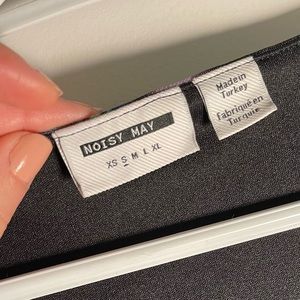 NOISY MAY
XS S M L XL
Made in
Turkey
Fabriqué en
Turquie